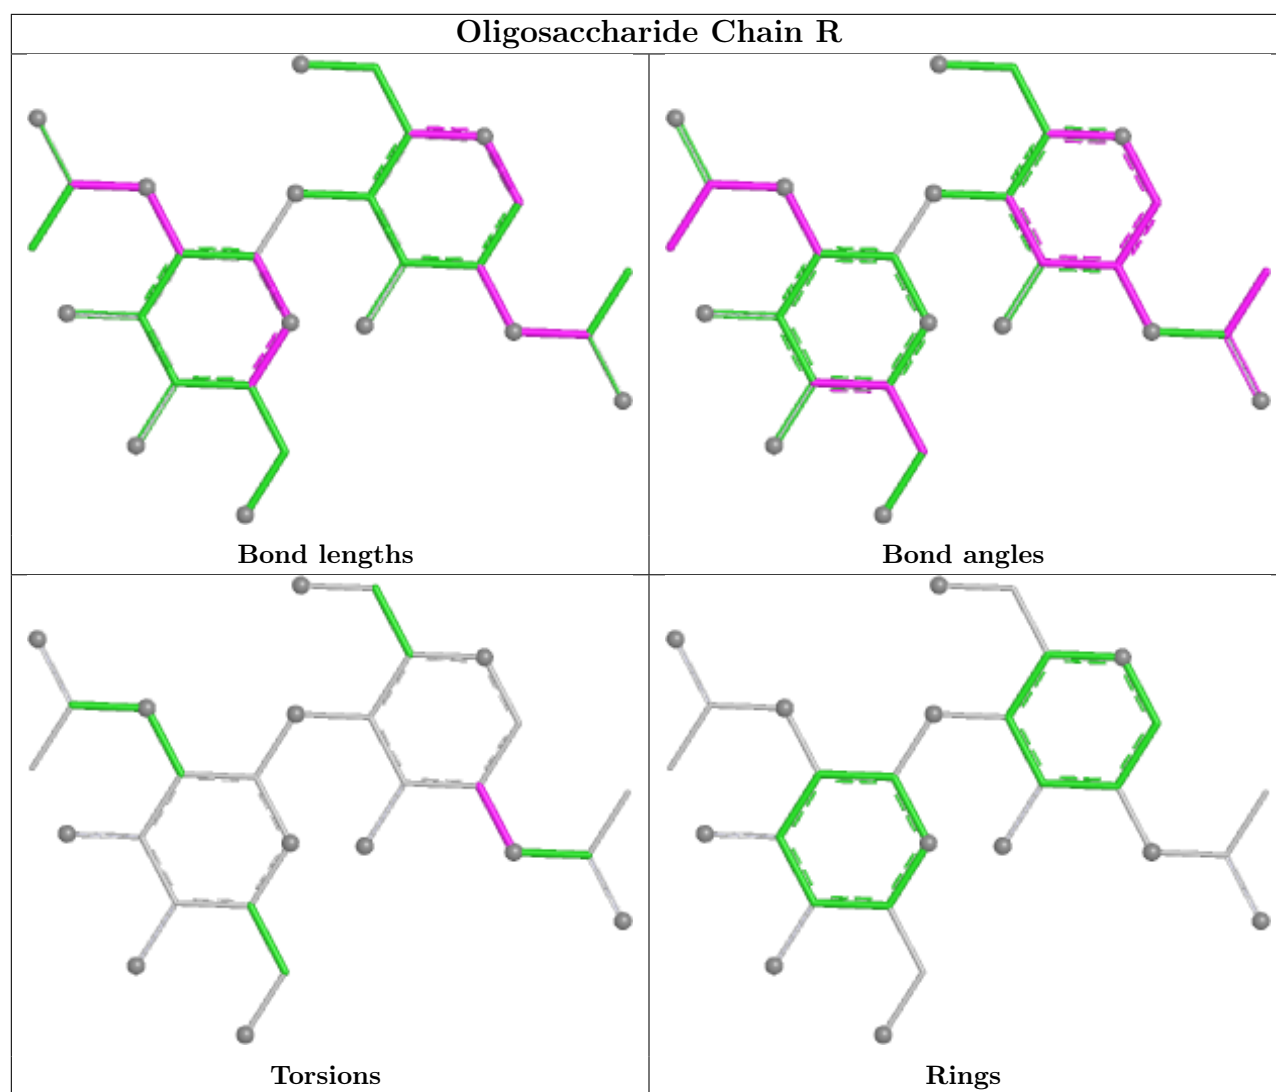 Oligosaccharide Chain R
Bond lengths
Bond angles
Torsions
Rings